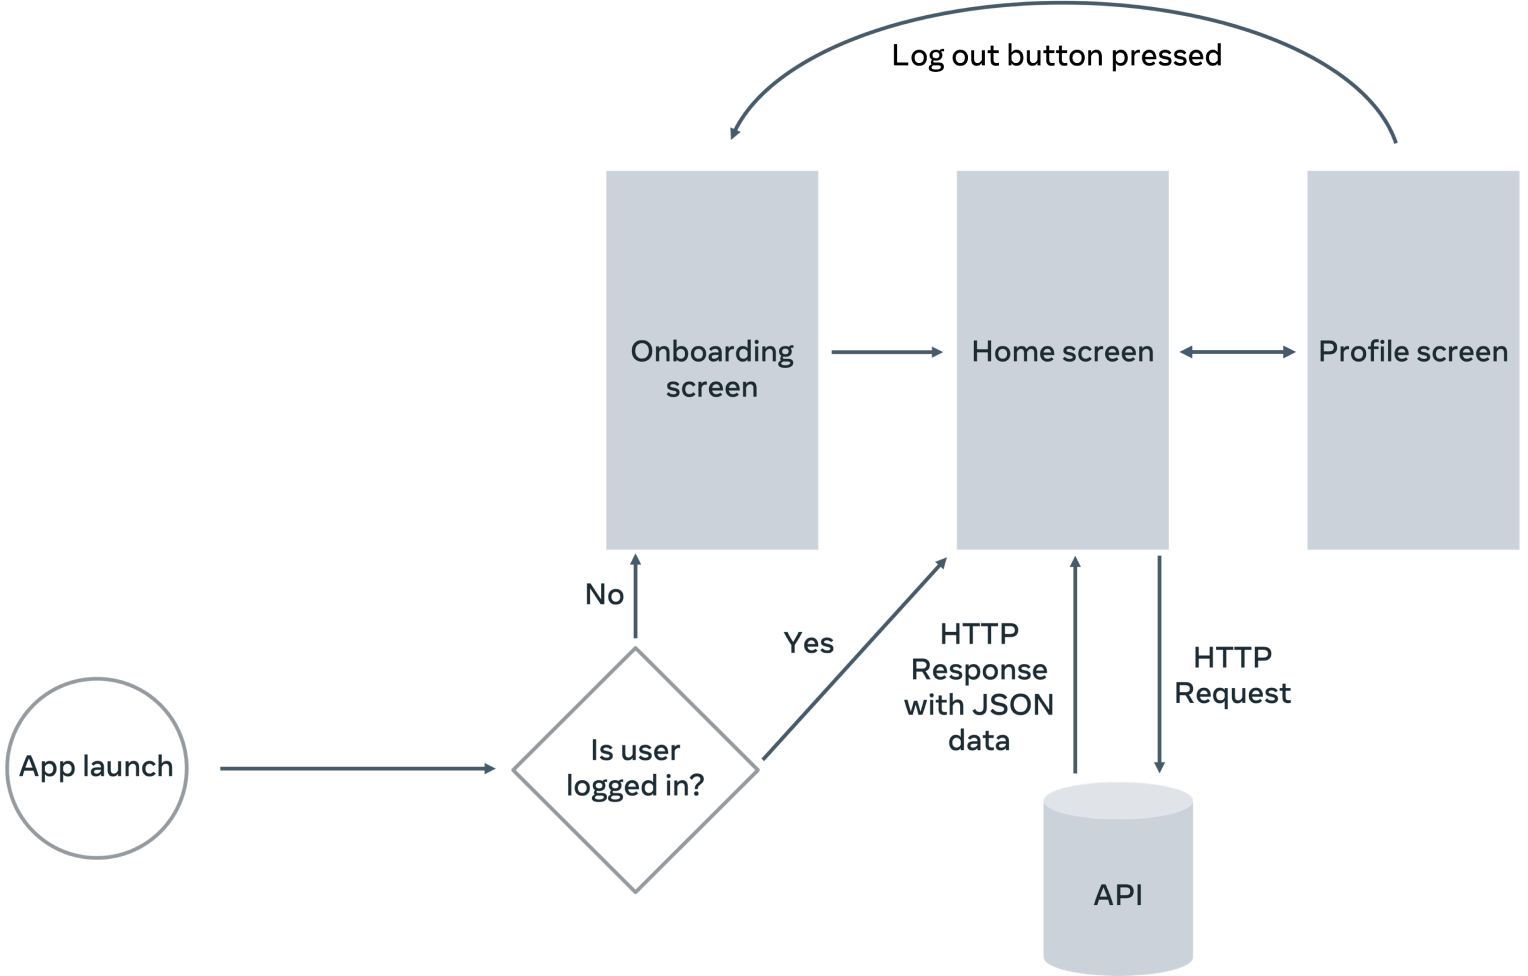 Log out button pressed
Onboarding
screen
Home screen
Profile screen
No
Yes
HTTP
Response
with JSON
data
HTTP
Request
App launch
Is user
logged in?
API